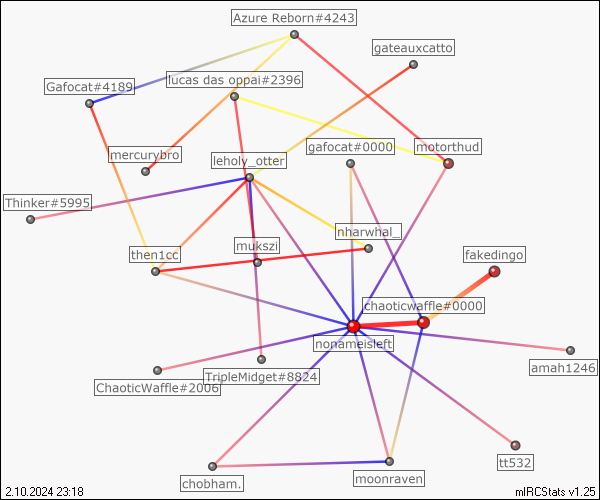 Azure Reborn#4243
gateauxcatto
lucas das oppai#2396
Gafocat#4189
gafocat#0000
motorthud
mercurybro
leholy_otter
Thinker#5995
nharwhal_
mukszi
then1cc
fakedingo
chaoticwaffle#0000
nonameisleft
amah1246
TripleMidget#8824
ChaoticWaffle#2006
tt532
chobham.
moonraven
2.10.2024 23:18
mIRCStats v1.25